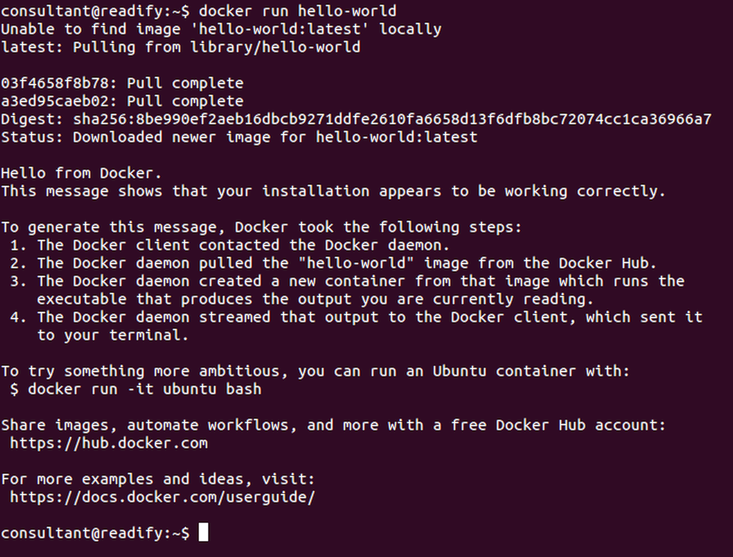 consultant@readify:~$ docker run hello-world
Unable to find image 'hello-world:latest' locally
latest: Pulling from library/hello-world
03f4658f8b78: Pull complete
a3ed95caeb02: Pull complete
Digest: sha256:8be990ef2aeb16dbcb9271ddfe2610fa6658d13f6dfb8bc72074cc1ca36966a7
Status: Downloaded newer image for hello-world:latest
Hello from Docker.
This message shows that your installation appears to be working correctly.
To generate this message, Docker took the following steps:
1. The Docker client contacted the Docker daemon.
2. The Docker daemon pulled the "hello-world" image from the Docker Hub.
3. The Docker daemon created a new container from that image which runs the
executable that produces the output you are currently reading.
4. The Docker daemon streamed that output to the Docker client, which sent it
to your terminal.
To try something more ambitious, you can run an Ubuntu container with:
$ docker run -it ubuntu bash
Share images, automate workflows, and more with a free Docker Hub account:
https://hub.docker.com
For more examples and ideas, visit:
https://docs.docker.com/userguide/
consultant@readify:~$